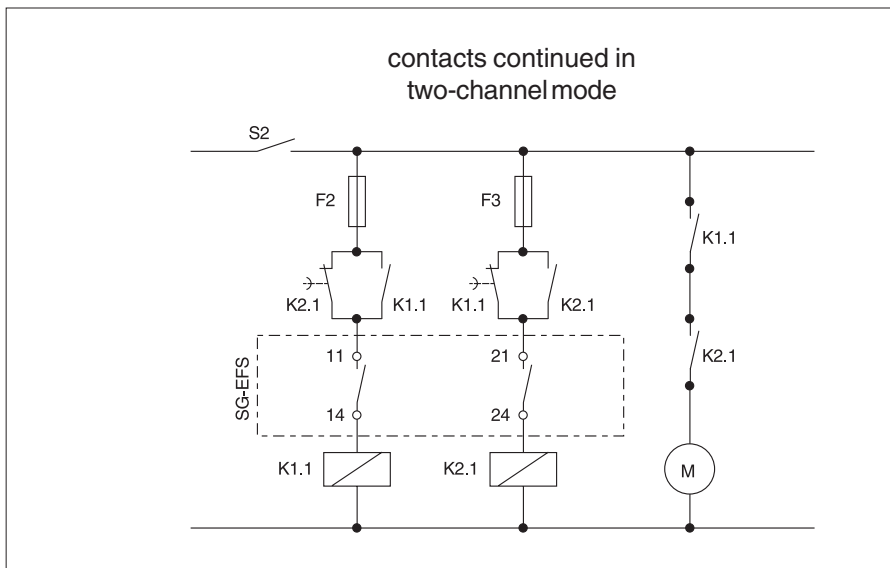 contacts continued in
two-channel mode
S2
F2
F3
K2.1
K1.1
K1.1
K2.1
K1.1
K2.1
SG-EFS
11
14
21
24
K1.1
K2.1
M